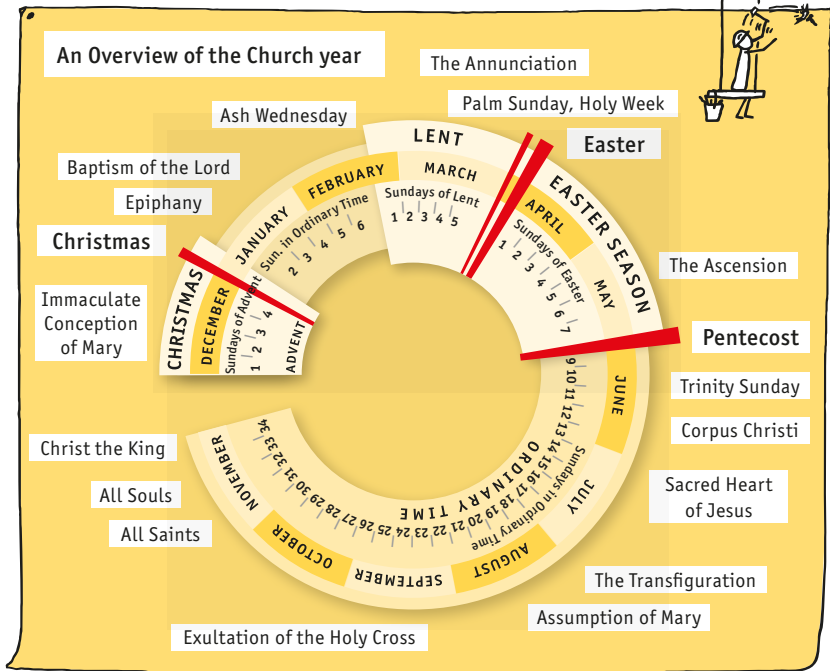 An Overview of the Church year
The Annunciation
Palm Sunday, Holy Week
Easter
Ash Wednesday
Baptism of the Lord
Epiphany
Christmas
Immaculate
Conception
of Mary
CHRISTMAS
DECEMBER
Sundays of Advent
1 2 3 4
ADVENT
JANUARY
FEBRUARY
Sun. in Ordinary Time
2 3 4 5 6
LENT
MARCH
Sundays of Lent
1 2 3 4 5
EASTER SEASON
APRIL
MAY
Sundays of Easter
1 2 3 4 5 6 7
The Ascension
Pentecost
Trinity Sunday
Corpus Christi
Sacred Heart
of Jesus
JUNE
JULY
AUGUST
SEPTEMBER
OCTOBER
NOVEMBER
ORDINARY TIME
Sundays in Ordinary Time
9 10 11 12 13 14 15 16 17 18 19 20 21 22 23 24 25 26 27 28 29 30 31 32 33 34
The Transfiguration
Assumption of Mary
Exultation of the Holy Cross
Christ the King
All Souls
All Saints